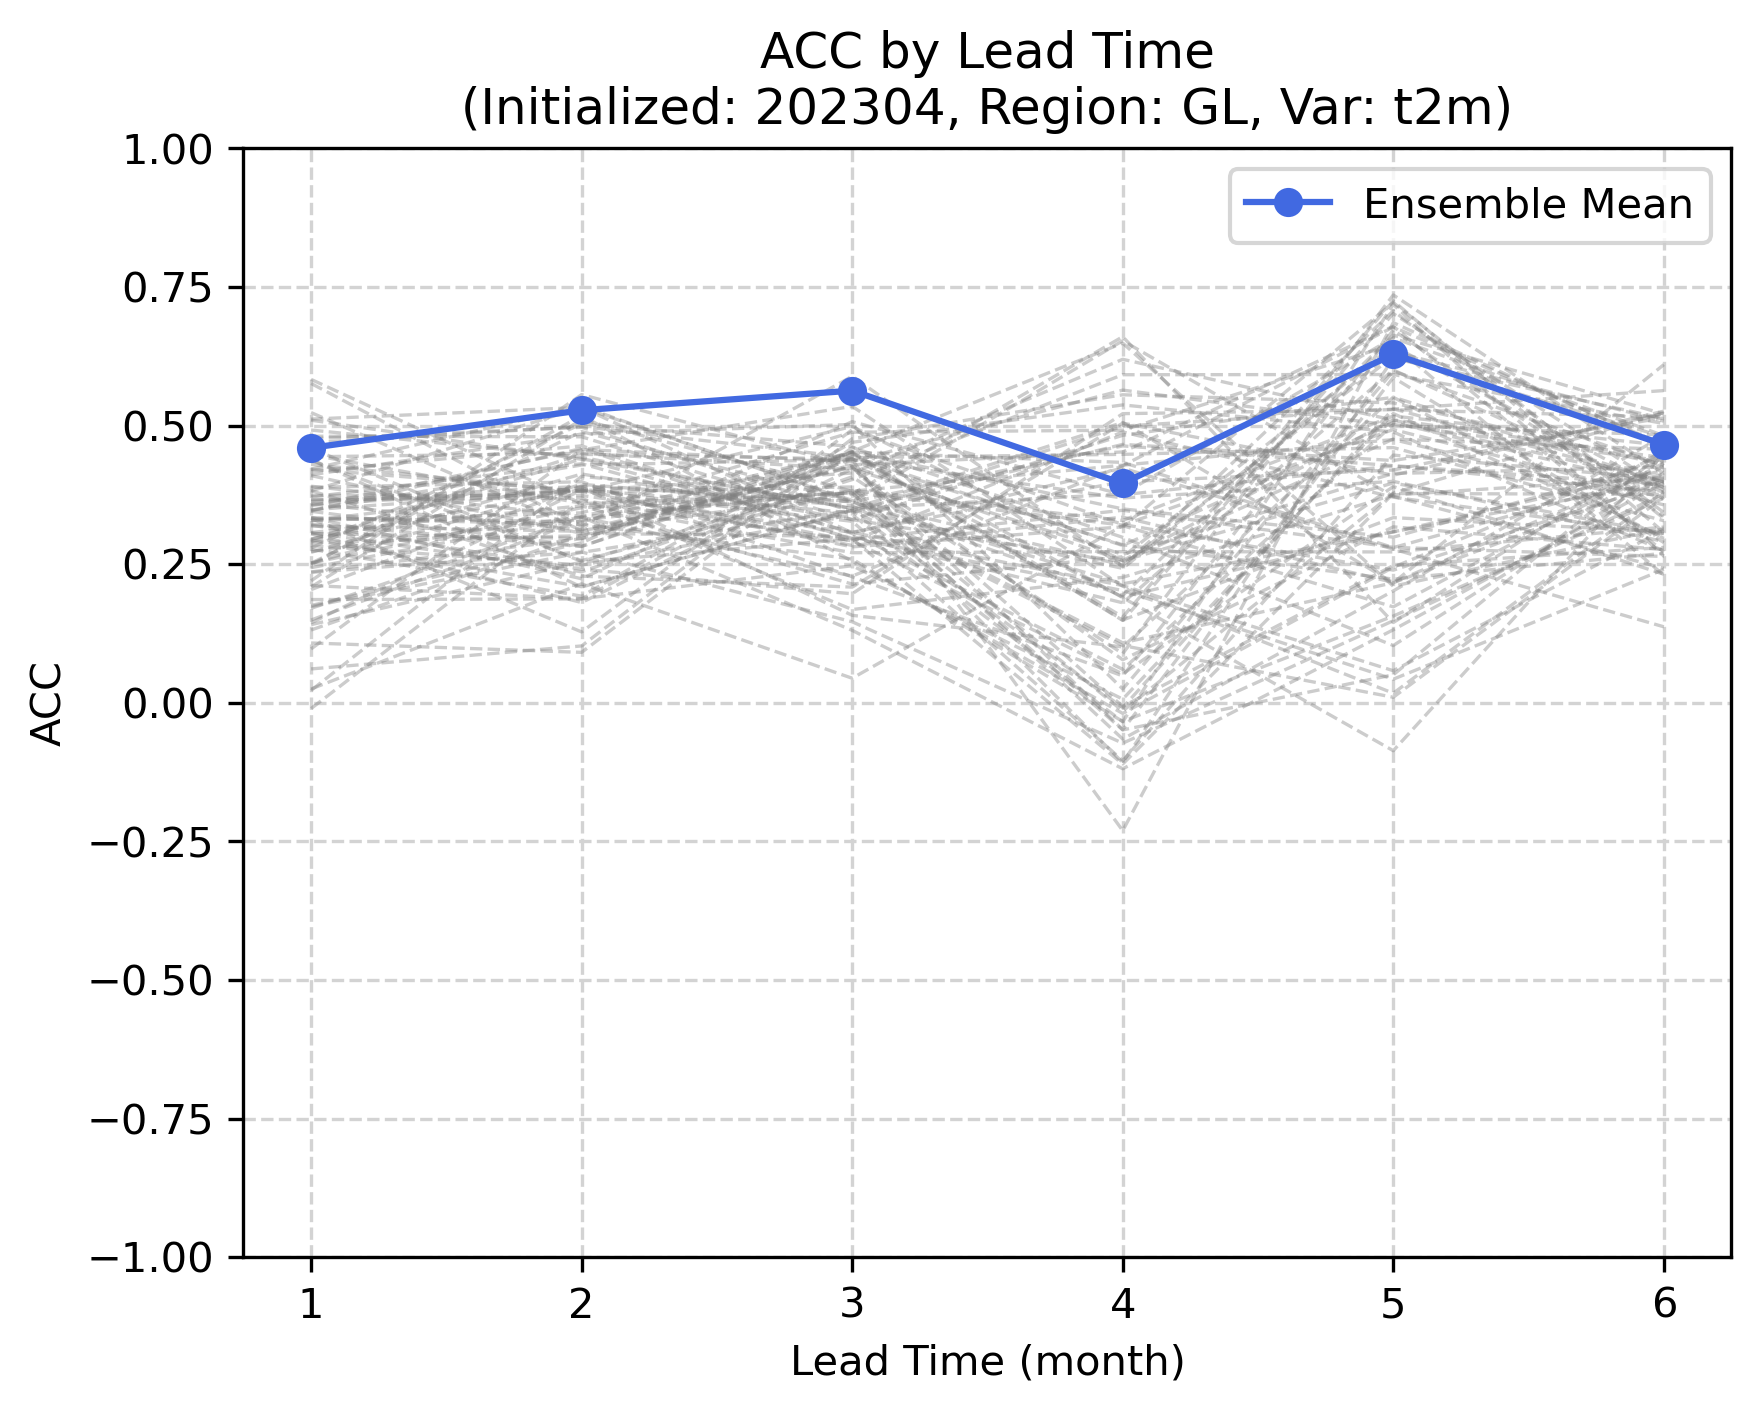 ACC by Lead Time
(Initialized: 202304, Region: GL, Var: t2m)
Ensemble Mean
1.00
0.75
0.50
0.25
0.00
−0.25
−0.50
−0.75
−1.00
ACC
1 2 3 4 5 6
Lead Time (month)